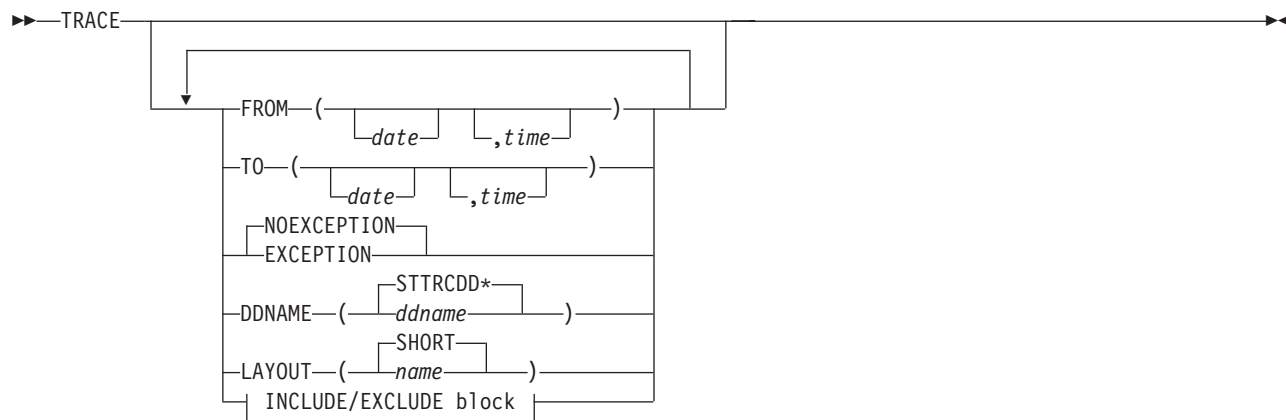 TRACE
FROM ( date ,time )
TO ( date ,time )
NOEXCEPTION
EXCEPTION
STTRCDD*
DDNAME ( ddname )
SHORT
LAYOUT ( name )
INCLUDE/EXCLUDE block